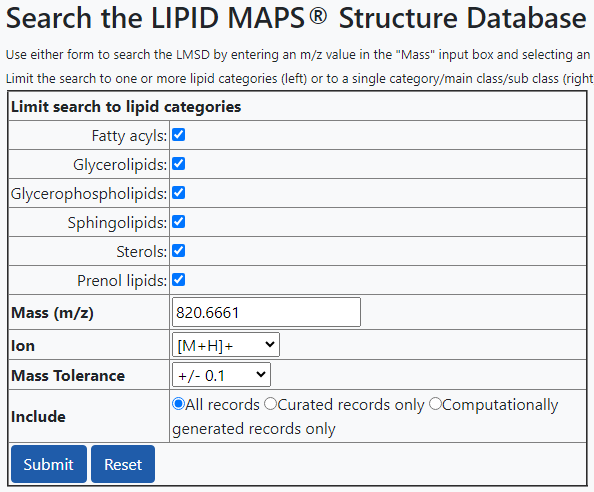 Search the LIPID MAPS® Structure Database
Use either form to search the LMSD by entering an m/z value in the "Mass" input box and selecting an
Limit the search to one or more lipid categories (left) or to a single category/main class/sub class (right
Limit search to lipid categories
Fatty acyls:
Glycerolipids:
Glycerophospholipids:
Sphingolipids:
Sterols:
Prenol lipids:
Mass (m/z) 820.6661
Ion [M+H]+
Mass Tolerance +/- 0.1
Include All records Curated records only Computationally
generated records only
Submit Reset